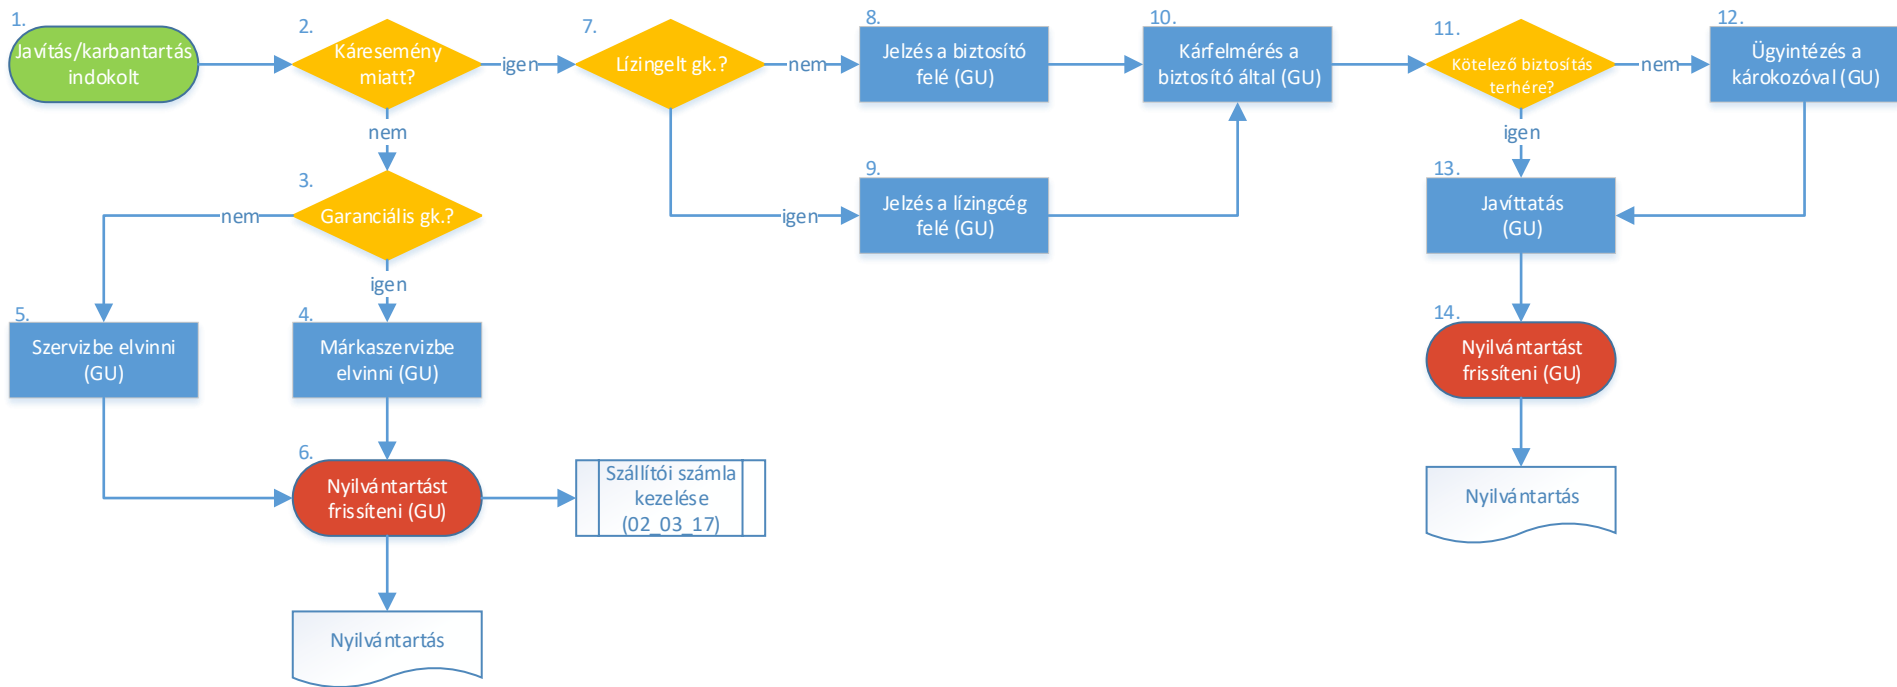 1.
Javítás/karbantartás
indokolt
2.
Káresemény
miatt?
igen
nem
7.
Lízingelt gk.?
nem
igen
8.
Jelzés a biztosító
felé (GU)
10.
Kárfelmérés a
biztosító által (GU)
11.
Kötelező biztosítás
terhére?
nem
igen
12.
Ügyintézés a
károkozóval (GU)
3.
Garanciális gk.?
nem
igen
9.
Jelzés a lízingcég
felé (GU)
13.
Javíttatás
(GU)
5.
Szervizbe elvinni
(GU)
4.
Márkaszervizbe
elvinni (GU)
14.
Nyilvántartást
frissíteni (GU)
6.
Nyilvántartást
frissíteni (GU)
Szállítói számla
kezelése
(02_03_17)
Nyilvántartás
Nyilvántartás